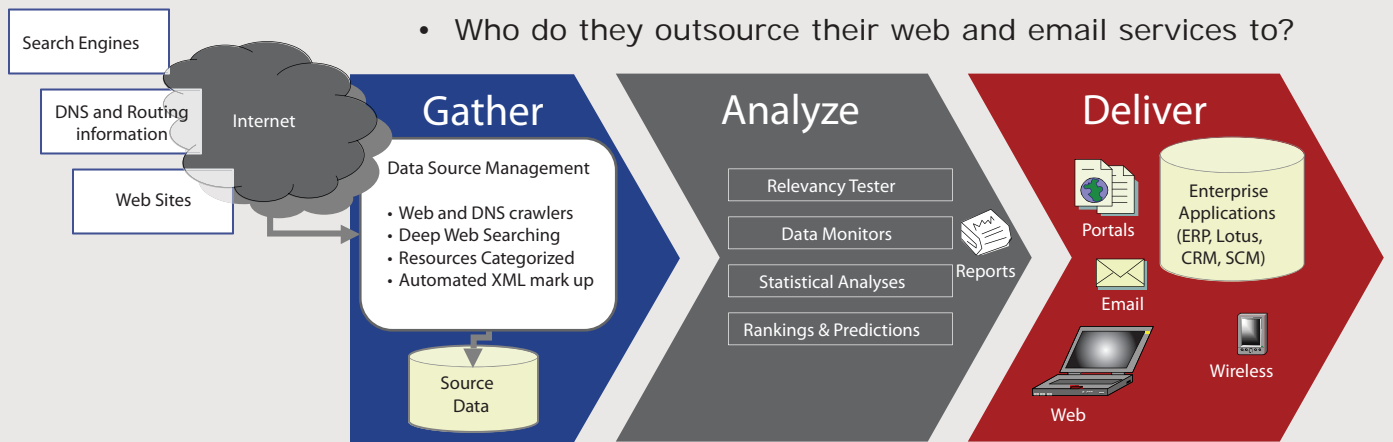 • Who do they outsource their web and email services to?
Search Engines
DNS and Routing
information
Web Sites
Internet
Gather
Data Source Management
• Web and DNS crawlers
• Deep Web Searching
• Resources Categorized
• Automated XML mark up
Source
Data
Analyze
Relevancy Tester
Data Monitors
Statistical Analyses
Rankings & Predictions
Reports
Deliver
Portals
Enterprise
Applications
(ERP, Lotus,
CRM, SCM)
Email
Wireless
Web